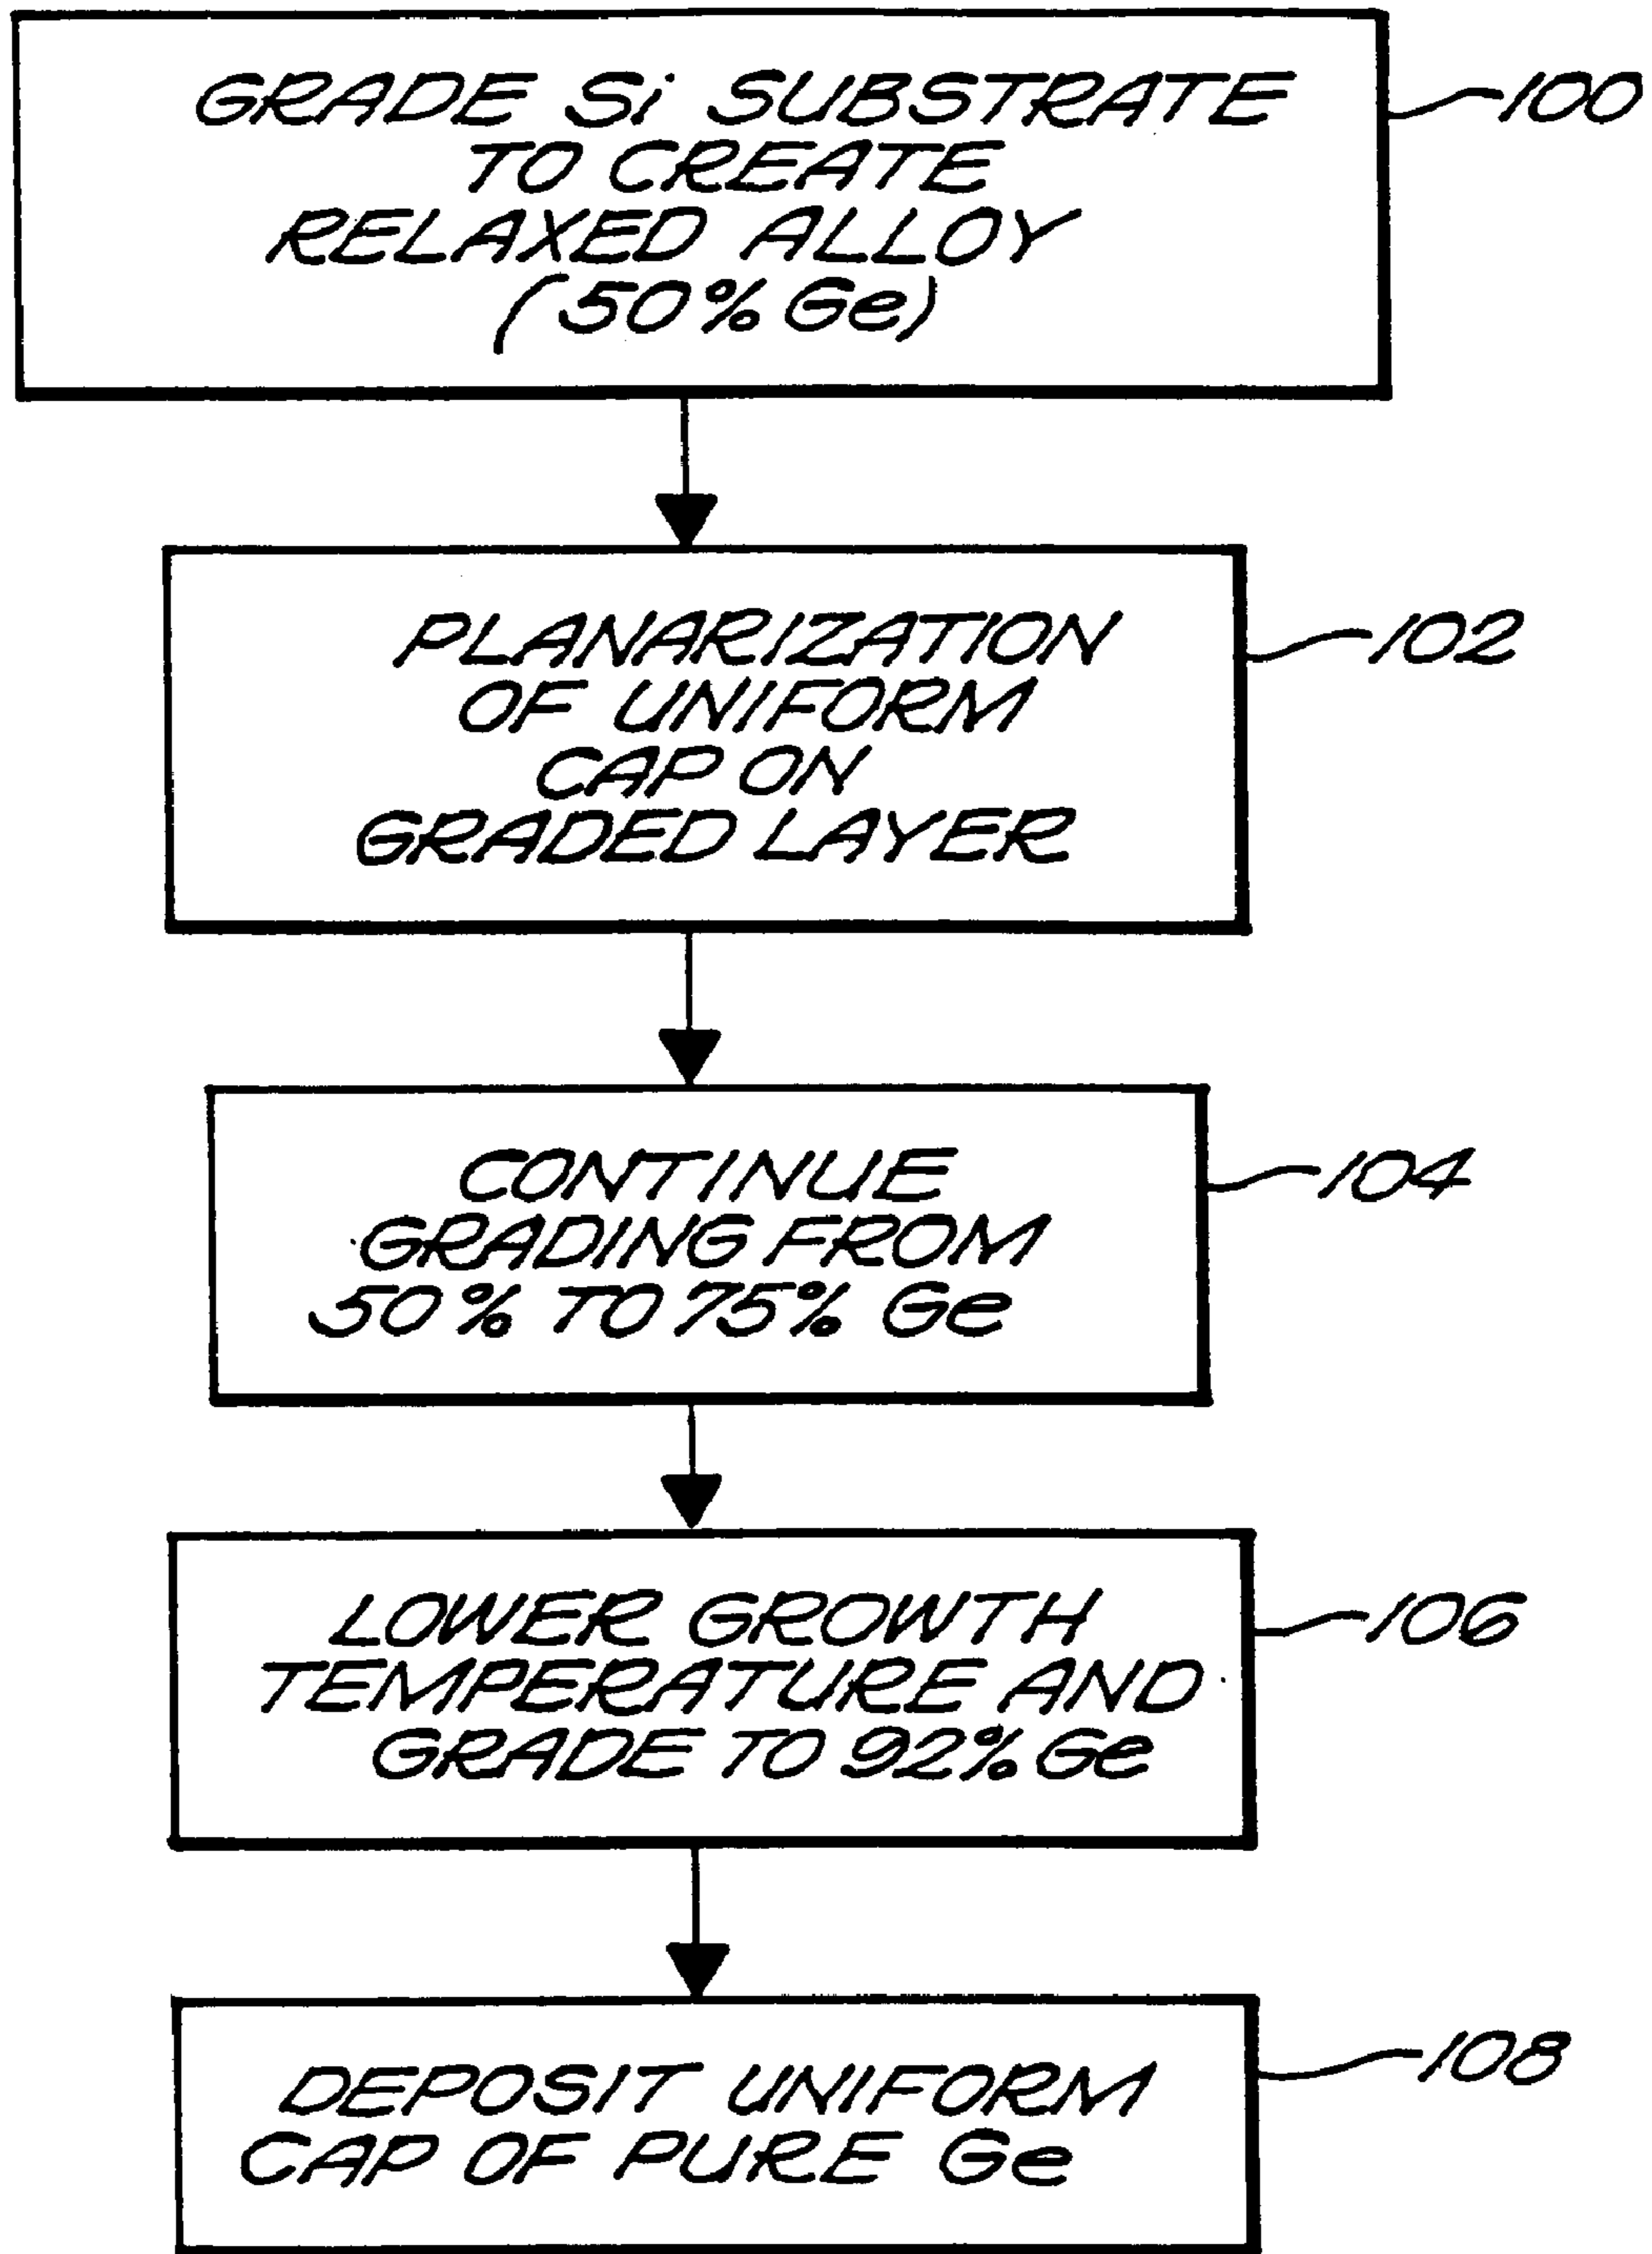 GRADE Si SUBSTRATE
TO CREATE
RELAXED ALLOY
(50% Ge)
100
PLANARIZATION
OF UNIFORM
CAP ON
GRADED LAYER
102
CONTINUE
GRADING FROM
50% TO 75% Ge
104
LOWER GROWTH
TEMPERATURE AND
GRADE TO 92% Ge
106
DEPOSIT UNIFORM
CAP OF PURE Ge
108